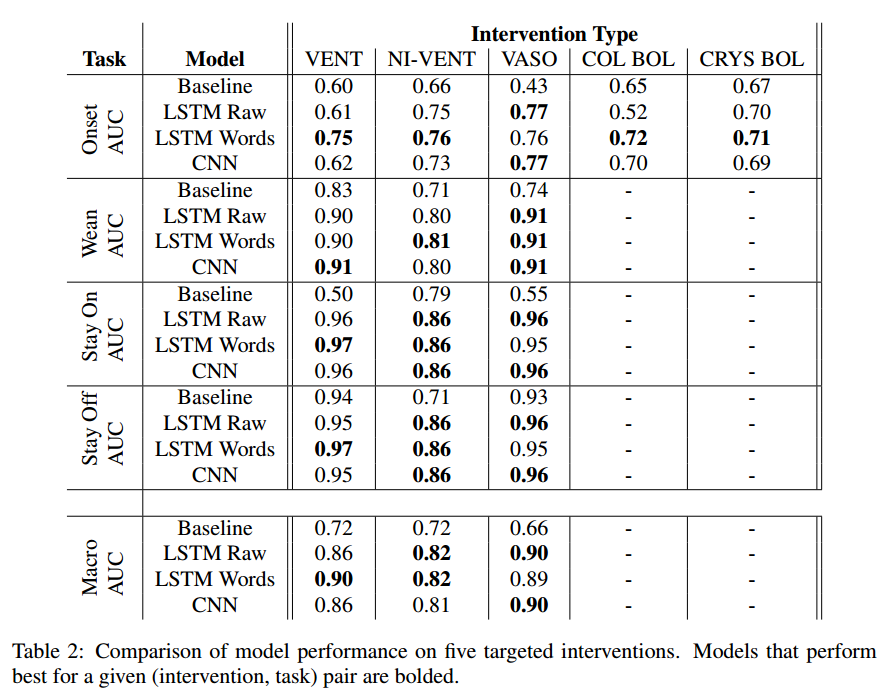 Intervention Type
Task Model VENT NI-VENT VASO COL BOL CRYS BOL
Onset AUC
Baseline 0.60 0.66 0.43 0.65 0.67
LSTM Raw 0.61 0.75 0.77 0.52 0.70
LSTM Words 0.75 0.76 0.76 0.72 0.71
CNN 0.62 0.73 0.77 0.70 0.69
Wean AUC
Baseline 0.83 0.71 0.74 - -
LSTM Raw 0.90 0.80 0.91 - -
LSTM Words 0.90 0.81 0.91 - -
CNN 0.91 0.80 0.91 - -
Stay On AUC
Baseline 0.50 0.79 0.55 - -
LSTM Raw 0.96 0.86 0.96 - -
LSTM Words 0.97 0.86 0.95 - -
CNN 0.96 0.86 0.96 - -
Stay Off AUC
Baseline 0.94 0.71 0.93 - -
LSTM Raw 0.95 0.86 0.96 - -
LSTM Words 0.97 0.86 0.95 - -
CNN 0.95 0.86 0.96 - -
Macro AUC
Baseline 0.72 0.72 0.66 - -
LSTM Raw 0.86 0.82 0.90 - -
LSTM Words 0.90 0.82 0.89 - -
CNN 0.86 0.81 0.90 - -
Table 2: Comparison of model performance on five targeted interventions. Models that perform
best for a given (intervention, task) pair are bolded.